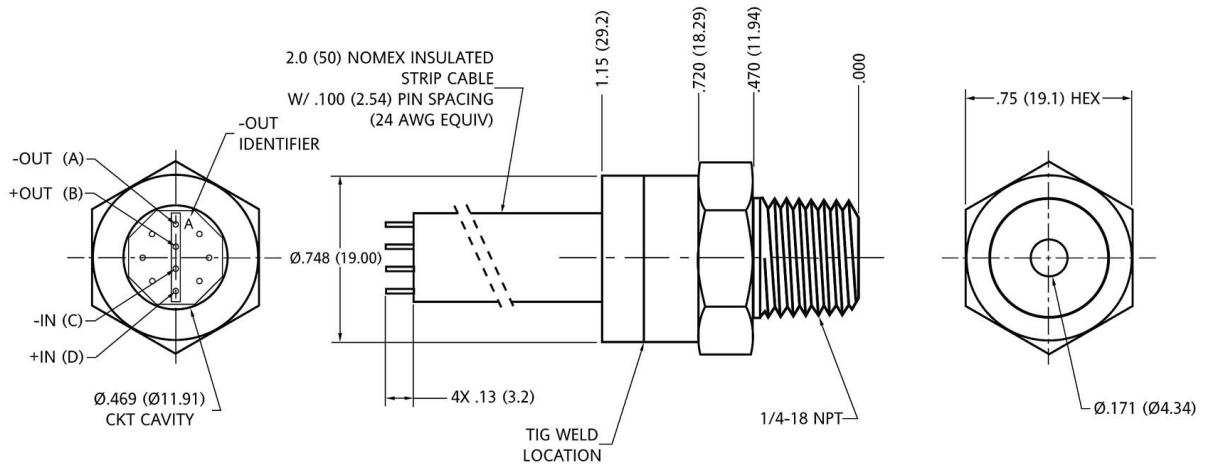 2.0 (50) NOMEX INSULATED
STRIP CABLE
W/ .100 (2.54) PIN SPACING
(24 AWG EQUIV)
-OUT
IDENTIFIER
-OUT (A)
+OUT (B)
A
-IN (C)
+IN (D)
Ø.469 (Ø11.91)
CKT CAVITY
Ø.748 (19.00)
4X .13 (3.2)
1.15 (29.2)
.720 (18.29)
.470 (11.94)
.000
TIG WELD
LOCATION
1/4-18 NPT
.75 (19.1) HEX
Ø.171 (Ø4.34)